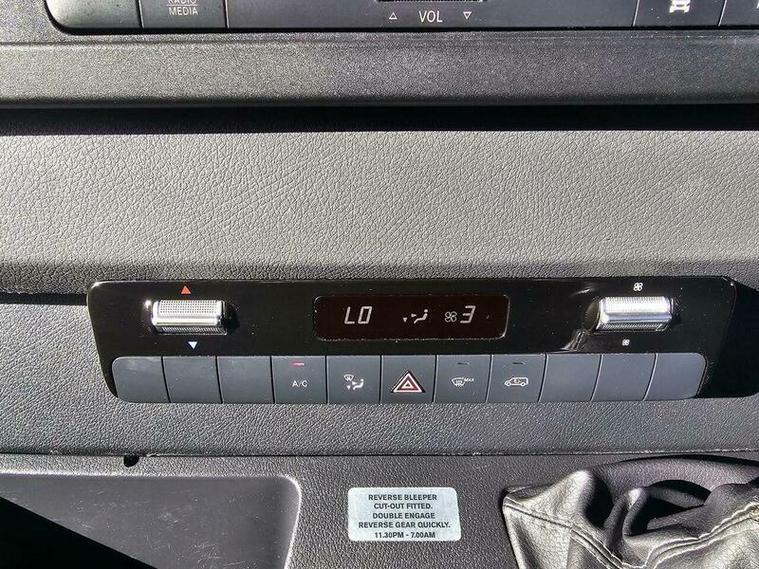 RADIO
MEDIA
VOL
LO 3
A/C
MAX
REVERSE BLEEPER
CUT-OUT FITTED.
DOUBLE ENGAGE
REVERSE GEAR QUICKLY.
11.30PM - 7.00AM